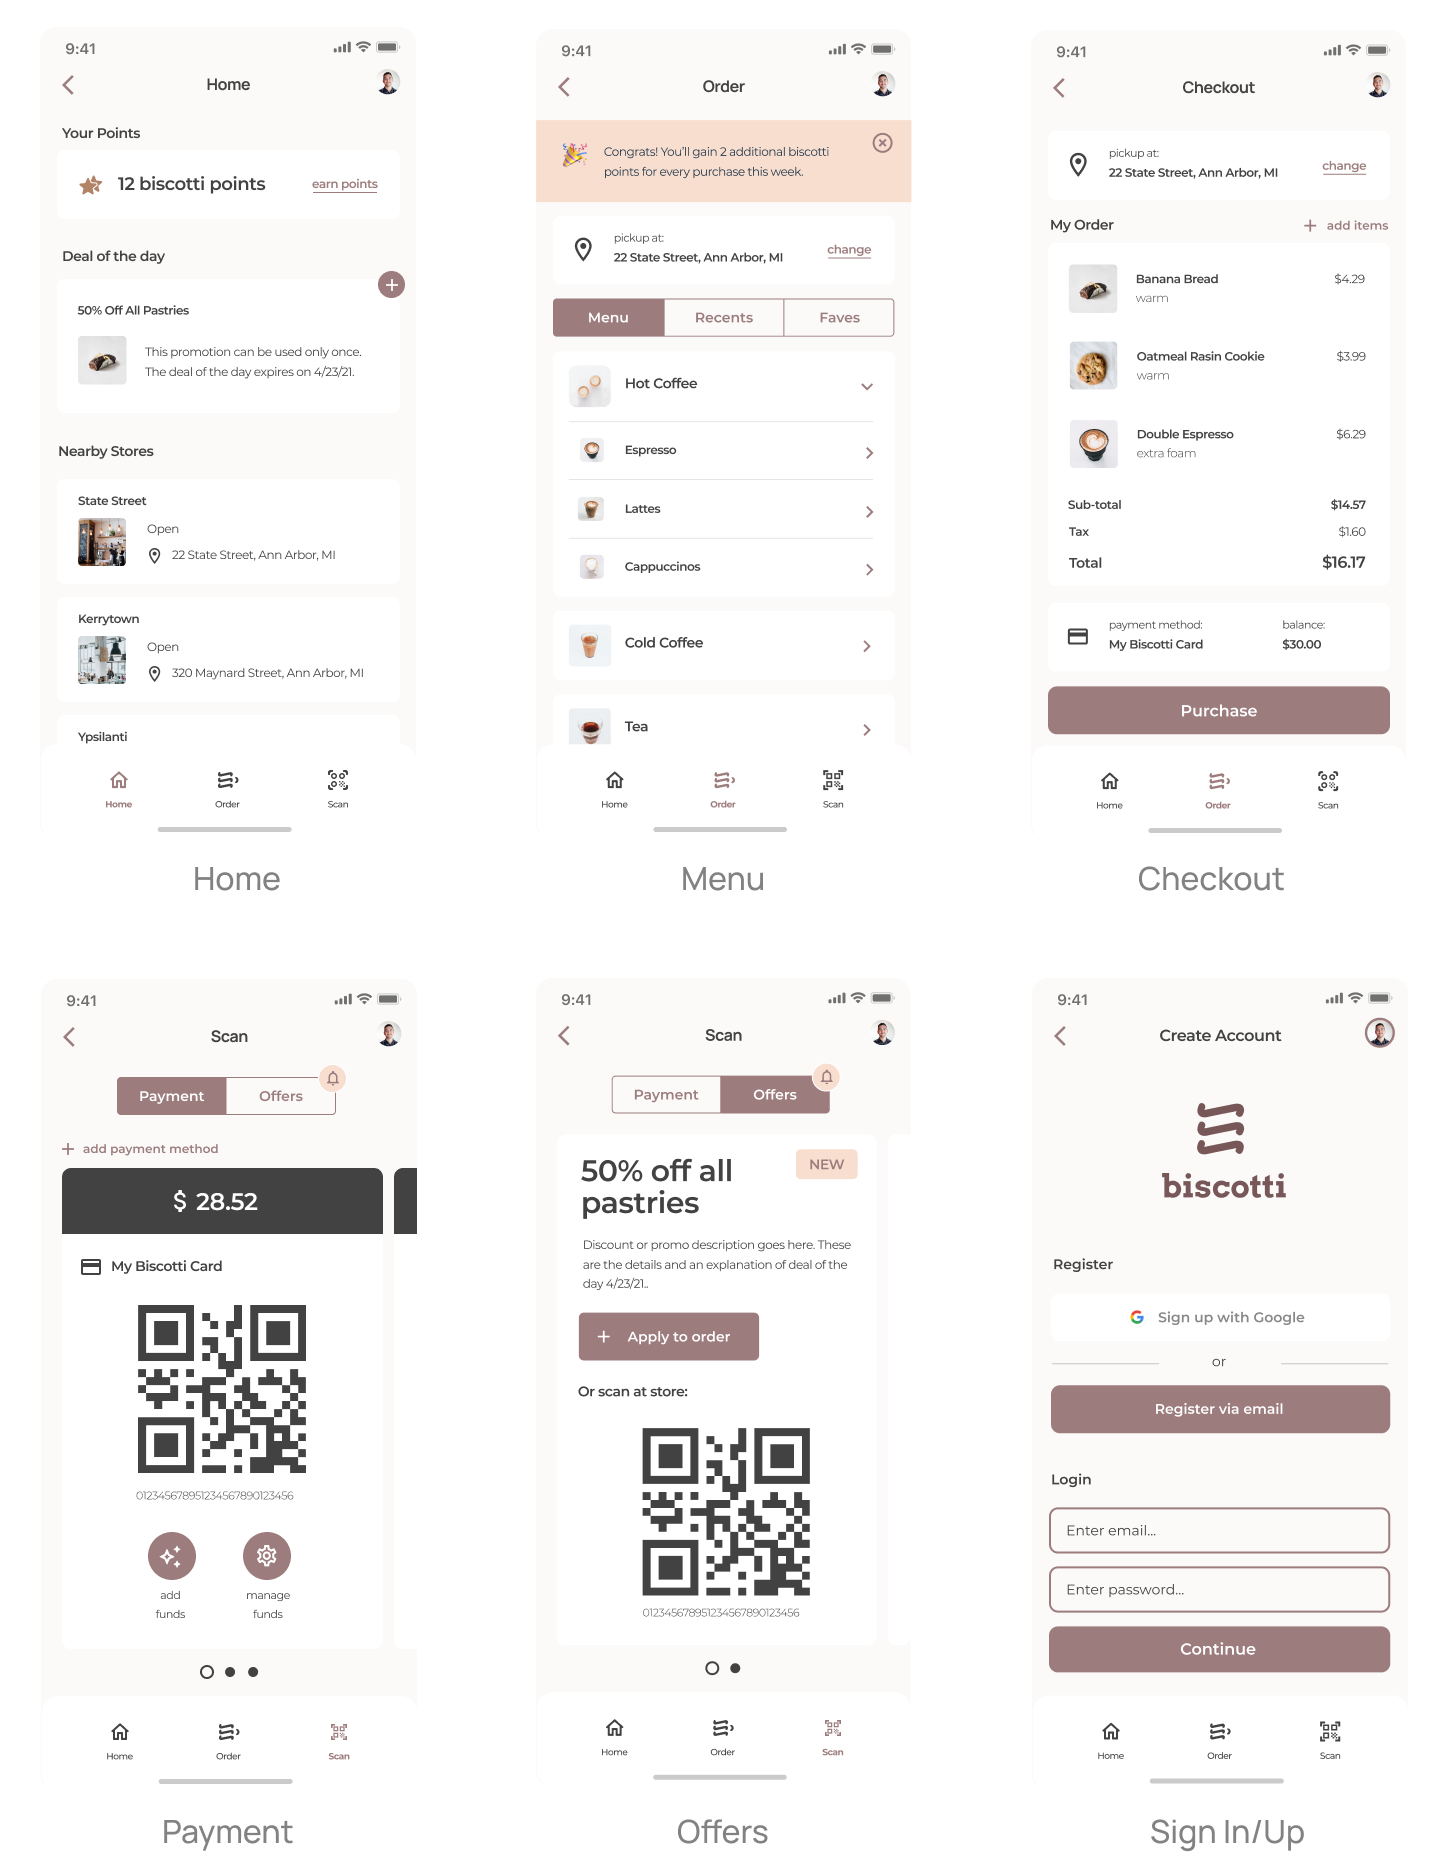 9:41
Home
Your Points
12 biscotti points
earn points
Deal of the day
50% Off All Pastries
This promotion can be used only once.
The deal of the day expires on 4/23/21.
Nearby Stores
State Street
Open
22 State Street, Ann Arbor, MI
Kerrytown
Open
320 Maynard Street, Ann Arbor, MI
Ypsilanti
Home
Order
Scan
Home
9:41
Order
Congrats! You'll gain 2 additional biscotti
points for every purchase this week.
pickup at:
22 State Street, Ann Arbor, MI
change
Menu
Recents
Faves
Hot Coffee
Espresso
Lattes
Cappuccinos
Cold Coffee
Tea
Home
Order
Scan
Menu
9:41
Checkout
pickup at:
22 State Street, Ann Arbor, MI
change
My Order
add items
Banana Bread
$4.29
warm
Oatmeal Rasin Cookie
$3.99
warm
Double Espresso
$6.29
extra foam
Sub-total
$14.57
Tax
$1.60
Total
$16.17
payment method:
balance:
My Biscotti Card
$30.00
Purchase
Home
Order
Scan
Checkout
9:41
Scan
Payment
Offers
add payment method
$ 28.52
My Biscotti Card
01234567895123456​7890123456
add
funds
manage
funds
Home
Order
Scan
Payment
9:41
Scan
Payment
Offers
50% off all
pastries
NEW
Discount or promo description goes here. These
are the details and an explanation of deal of the
day 4/23/21..
Apply to order
Or scan at store:
012345678951234567890123456
Home
Order
Scan
Offers
9:41
Create Account
biscotti
Register
Sign up with Google
or
Register via email
Login
Enter email...
Enter password...
Continue
Home
Order
Scan
Sign In/Up